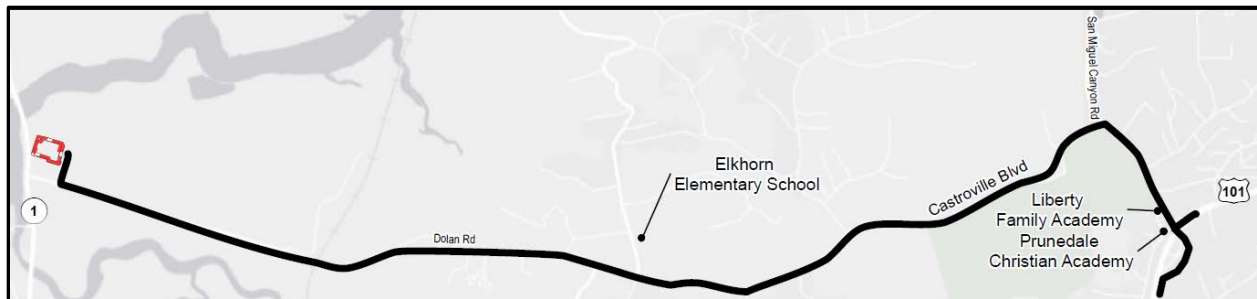 San Miguel Canyon Rd
Elkhorn
Elementary School
Castroville Blvd
101
Liberty
Family Academy
Prunedale
Christian Academy
1
Dolan Rd